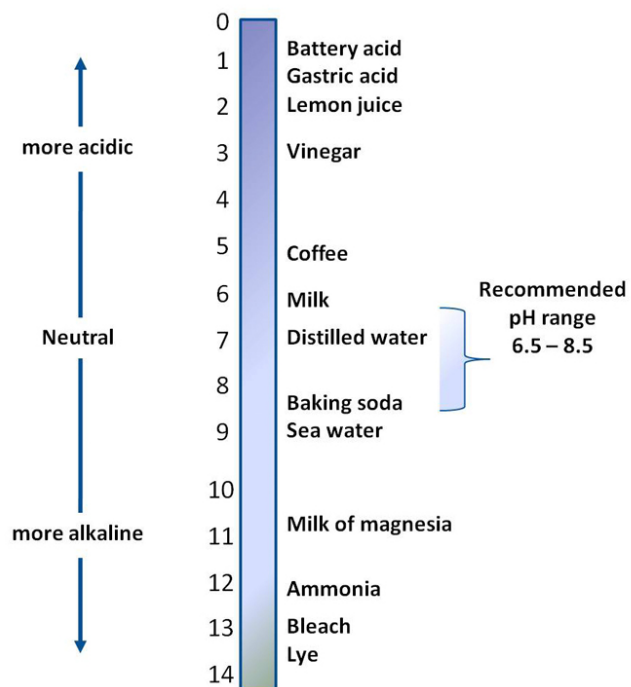 0
1
2
3
4
5
6
7
8
9
10
11
12
13
14
more acidic
Neutral
more alkaline
Battery acid
Gastric acid
Lemon juice
Vinegar
Coffee
Milk
Distilled water
Baking soda
Sea water
Milk of magnesia
Ammonia
Bleach
Lye
Recommended
pH range
6.5 – 8.5